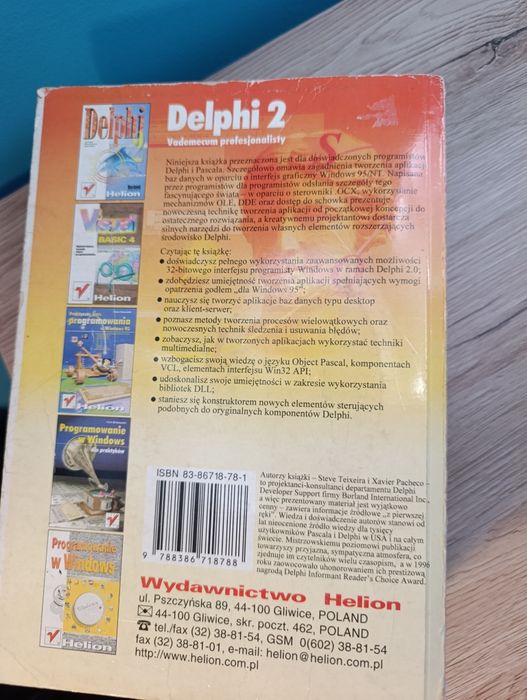 Delphi
Helion
Visual
BASIC 4
Helion
programowania
w Windows 95
Helion
Programowanie
w Windows
dla praktyków
Programowanie
w Windows
Helion
Delphi 2
Vademecum profesjonalisty
Niniejsza książka przeznaczona jest dla doświadczonych programistów
Delphi i Pascala. Szczegółowo omawia zagadnienia tworzenia aplikacji
baz danych w oparciu o interfejs graficzny Windows 95/NT. Napisana
przez programistów dla programistów odsłania szczegóły tego
fascynującego świata – w oparciu o sterowniki .OCX, wykorzystanie
mechanizmów OLE, DDE oraz dostęp do schowka prezentuje
nowoczesną technikę tworzenia aplikacji od początkowej koncepcji do
ostatecznego rozwiązania, a kreatywnemu projektantowi dostarcza
silnych narzędzi do tworzenia własnych elementów rozszerzających
środowisko Delphi.
Czytając tę książkę:
• doświadczysz pełnego wykorzystania zaawansowanych możliwości
32-bitowego interfejsu programisty Windows w ramach Delphi 2.0;
• zdobędziesz umiejętność tworzenia aplikacji spełniających wymogi
opatrzenia godłem „dla Windows 95";
• nauczysz się tworzyć aplikacje baz danych typu desktop
oraz klient-serwer;
• poznasz metody tworzenia procesów wielowątkowych oraz
nowoczesnych technik śledzenia i usuwania błędów;
• zobaczysz, jak w tworzonych aplikacjach wykorzystać techniki
multimedialne;
• wzbogacisz swoją wiedzę o języku Object Pascal, komponentach
VCL, elementach interfejsu Win32 API;
• udoskonalisz swoje umiejętności w zakresie wykorzystania
bibliotek DLL;
• staniesz się konstruktorem nowych elementów sterujących
podobnych do oryginalnych komponentów Delphi.
ISBN 83-86718-78-1
9 788386 718788
Autorzy książki – Steve Teixeira i Xavier Pacheco –
to projektanci-konsultanci departamentu Delphi
Developer Support firmy Borland International Inc.,
a więc prezentowany materiał jest wyjątkowo
cenny – zawiera informacje źródłowe „z pierwszej
ręki". Wiedza i doświadczenie autorów stanowi od
lat nieocenione źródło wiedzy dla tysięcy
użytkowników Pascala i Delphi w USA i na całym
świecie. Mistrzowskiemu poziomowi publikacji
towarzyszy przyjazna, sympatyczna atmosfera, co
zjednuje im czytelników wielu czasopism, a w 1996
roku zaowocowało uhonorowaniem ich prestiżową
nagrodą Delphi Informant Reader's Choice Award.
Wydawnictwo Helion
ul. Pszczyńska 89, 44-100 Gliwice, POLAND
44-100 Gliwice, skr. poczt. 462, POLAND
tel./fax (32) 38-81-54, GSM 0(602) 38-81-54
fax (32) 38-81-01, e-mail: helion@helion.com.pl
http://www.helion.com.pl